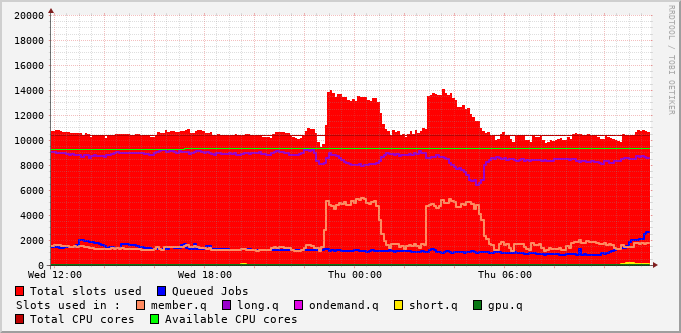 20000
18000
16000
14000
12000
10000
8000
6000
4000
2000
0
Wed 12:00 Wed 18:00 Thu 00:00 Thu 06:00
Total slots used Queued Jobs
Slots used in : member.q long.q ondemand.q short.q gpu.q
Total CPU cores Available CPU cores
RRDTOOL / TOBI OETIKER